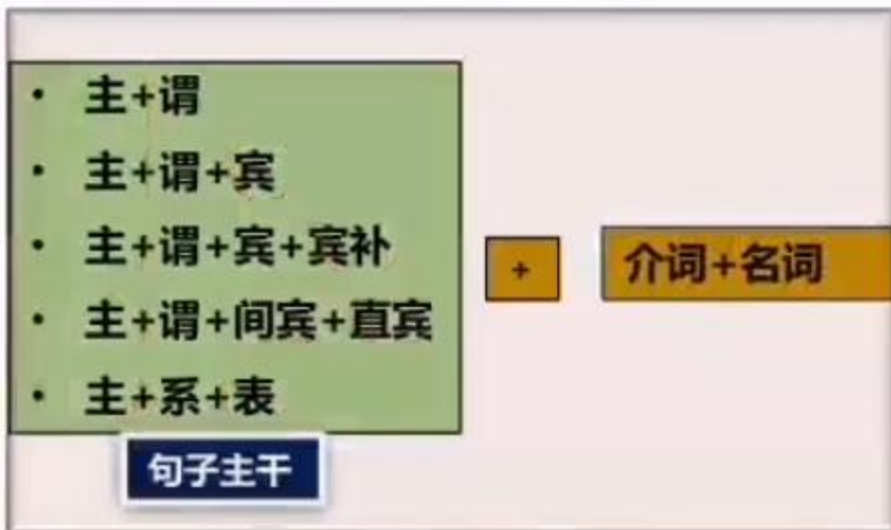 • 主+谓
• 主+谓+宾
• 主+谓+宾+宾补
• 主+谓+间宾+直宾
• 主+系+表
+
介词+名词
句子主干